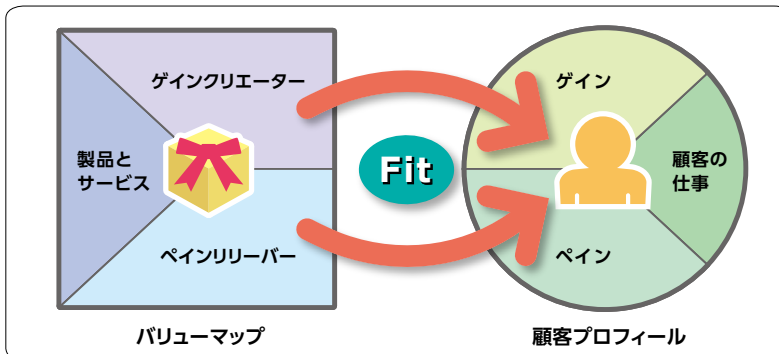 ゲインクリエーター
製品と
サービス
ペインリリーバー
バリューマップ
Fit
ゲイン
顧客の
仕事
ペイン
顧客プロフィール